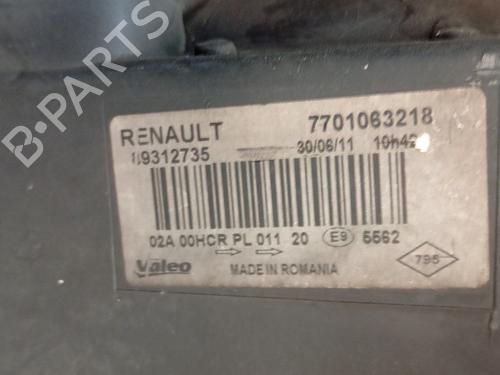 RENAULT 7701063218
89312735 30/06/11 10h42
02A 00HCR PL 011 20 E9 5562
Valeo MADE IN ROMANIA 795
B-PARTS